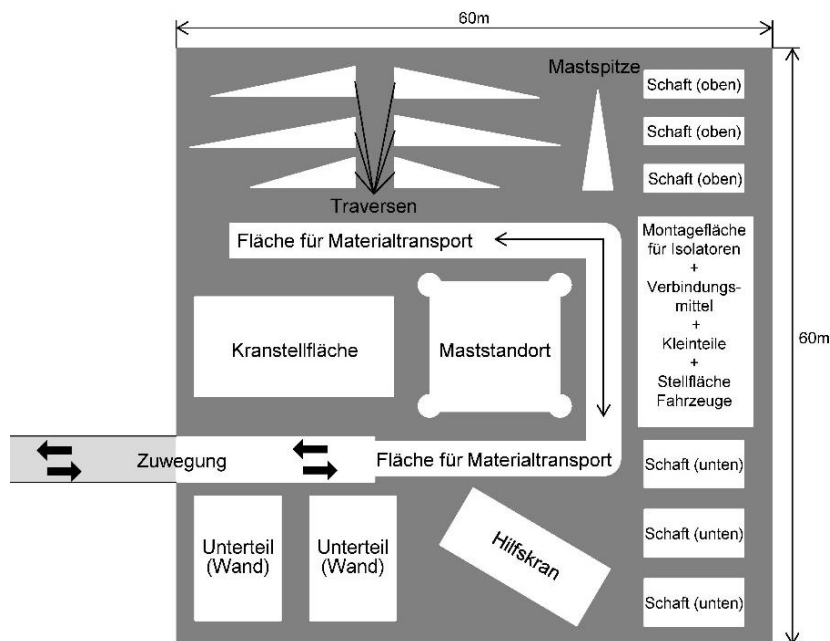 60m
Mastspitze
Schaft (oben)
Schaft (oben)
Schaft (oben)
Traversen
Fläche für Materialtransport
Montagefläche
für Isolatoren
+
Verbindungs-
mittel
+
Kleinteile
+
Stellfläche
Fahrzeuge
60m
Kranstellfläche
Maststandort
Zuwegung
Fläche für Materialtransport
Schaft (unten)
Unterteil
(Wand)
Unterteil
(Wand)
Hilfskran
Schaft (unten)
Schaft (unten)